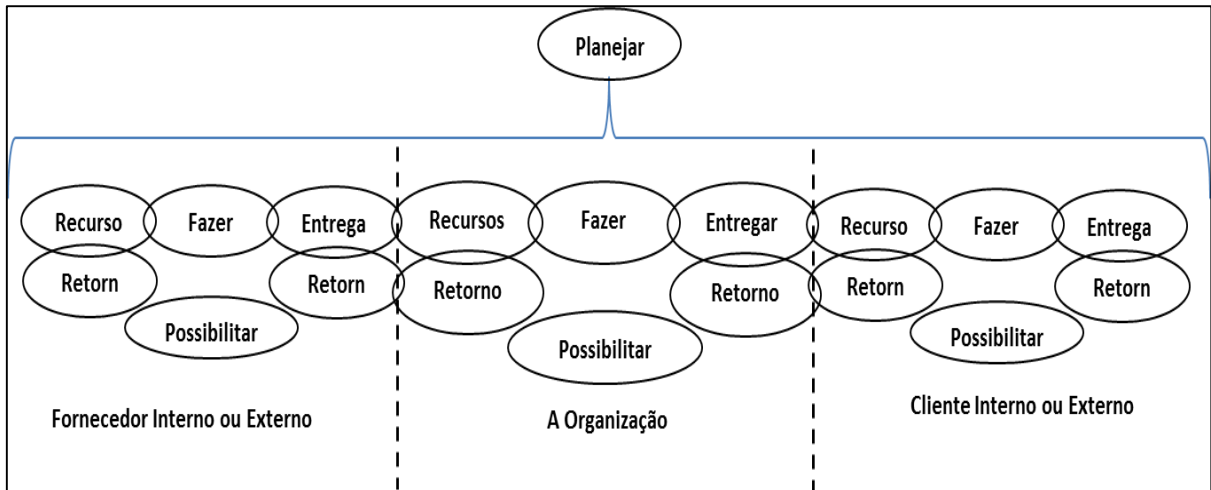 Planejar
Recurso Fazer Entrega Recursos Fazer Entregar Recurso Fazer Entrega
Retorn Retorn Retorno Retorno Retorn Retorn
Possibilitar Possibilitar Possibilitar
Fornecedor Interno ou Externo A Organização Cliente Interno ou Externo